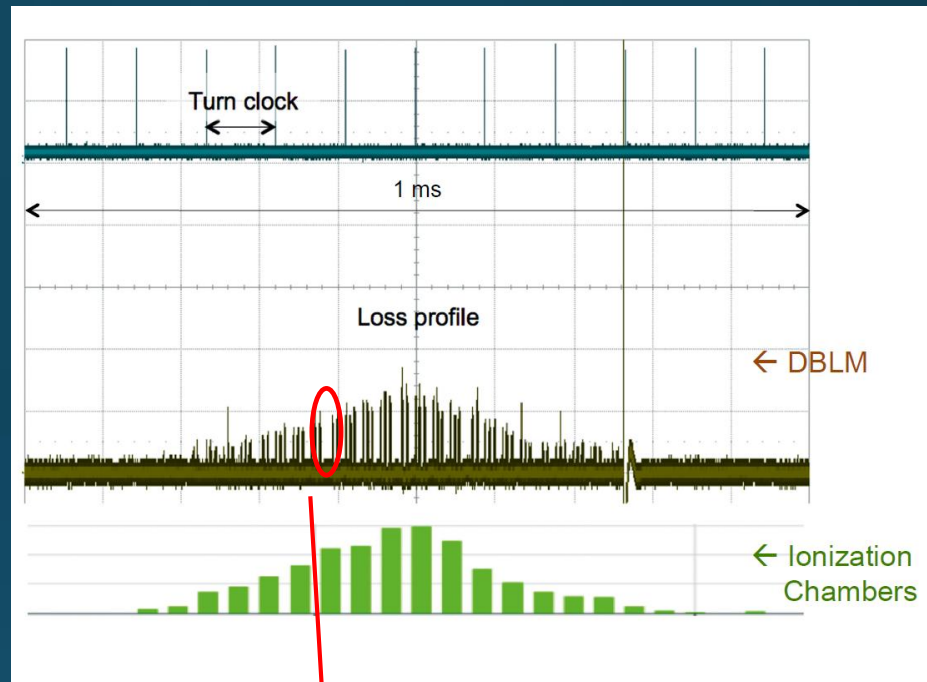 Turn clock
1 ms
Loss profile
← DBLM
← Ionization
Chambers